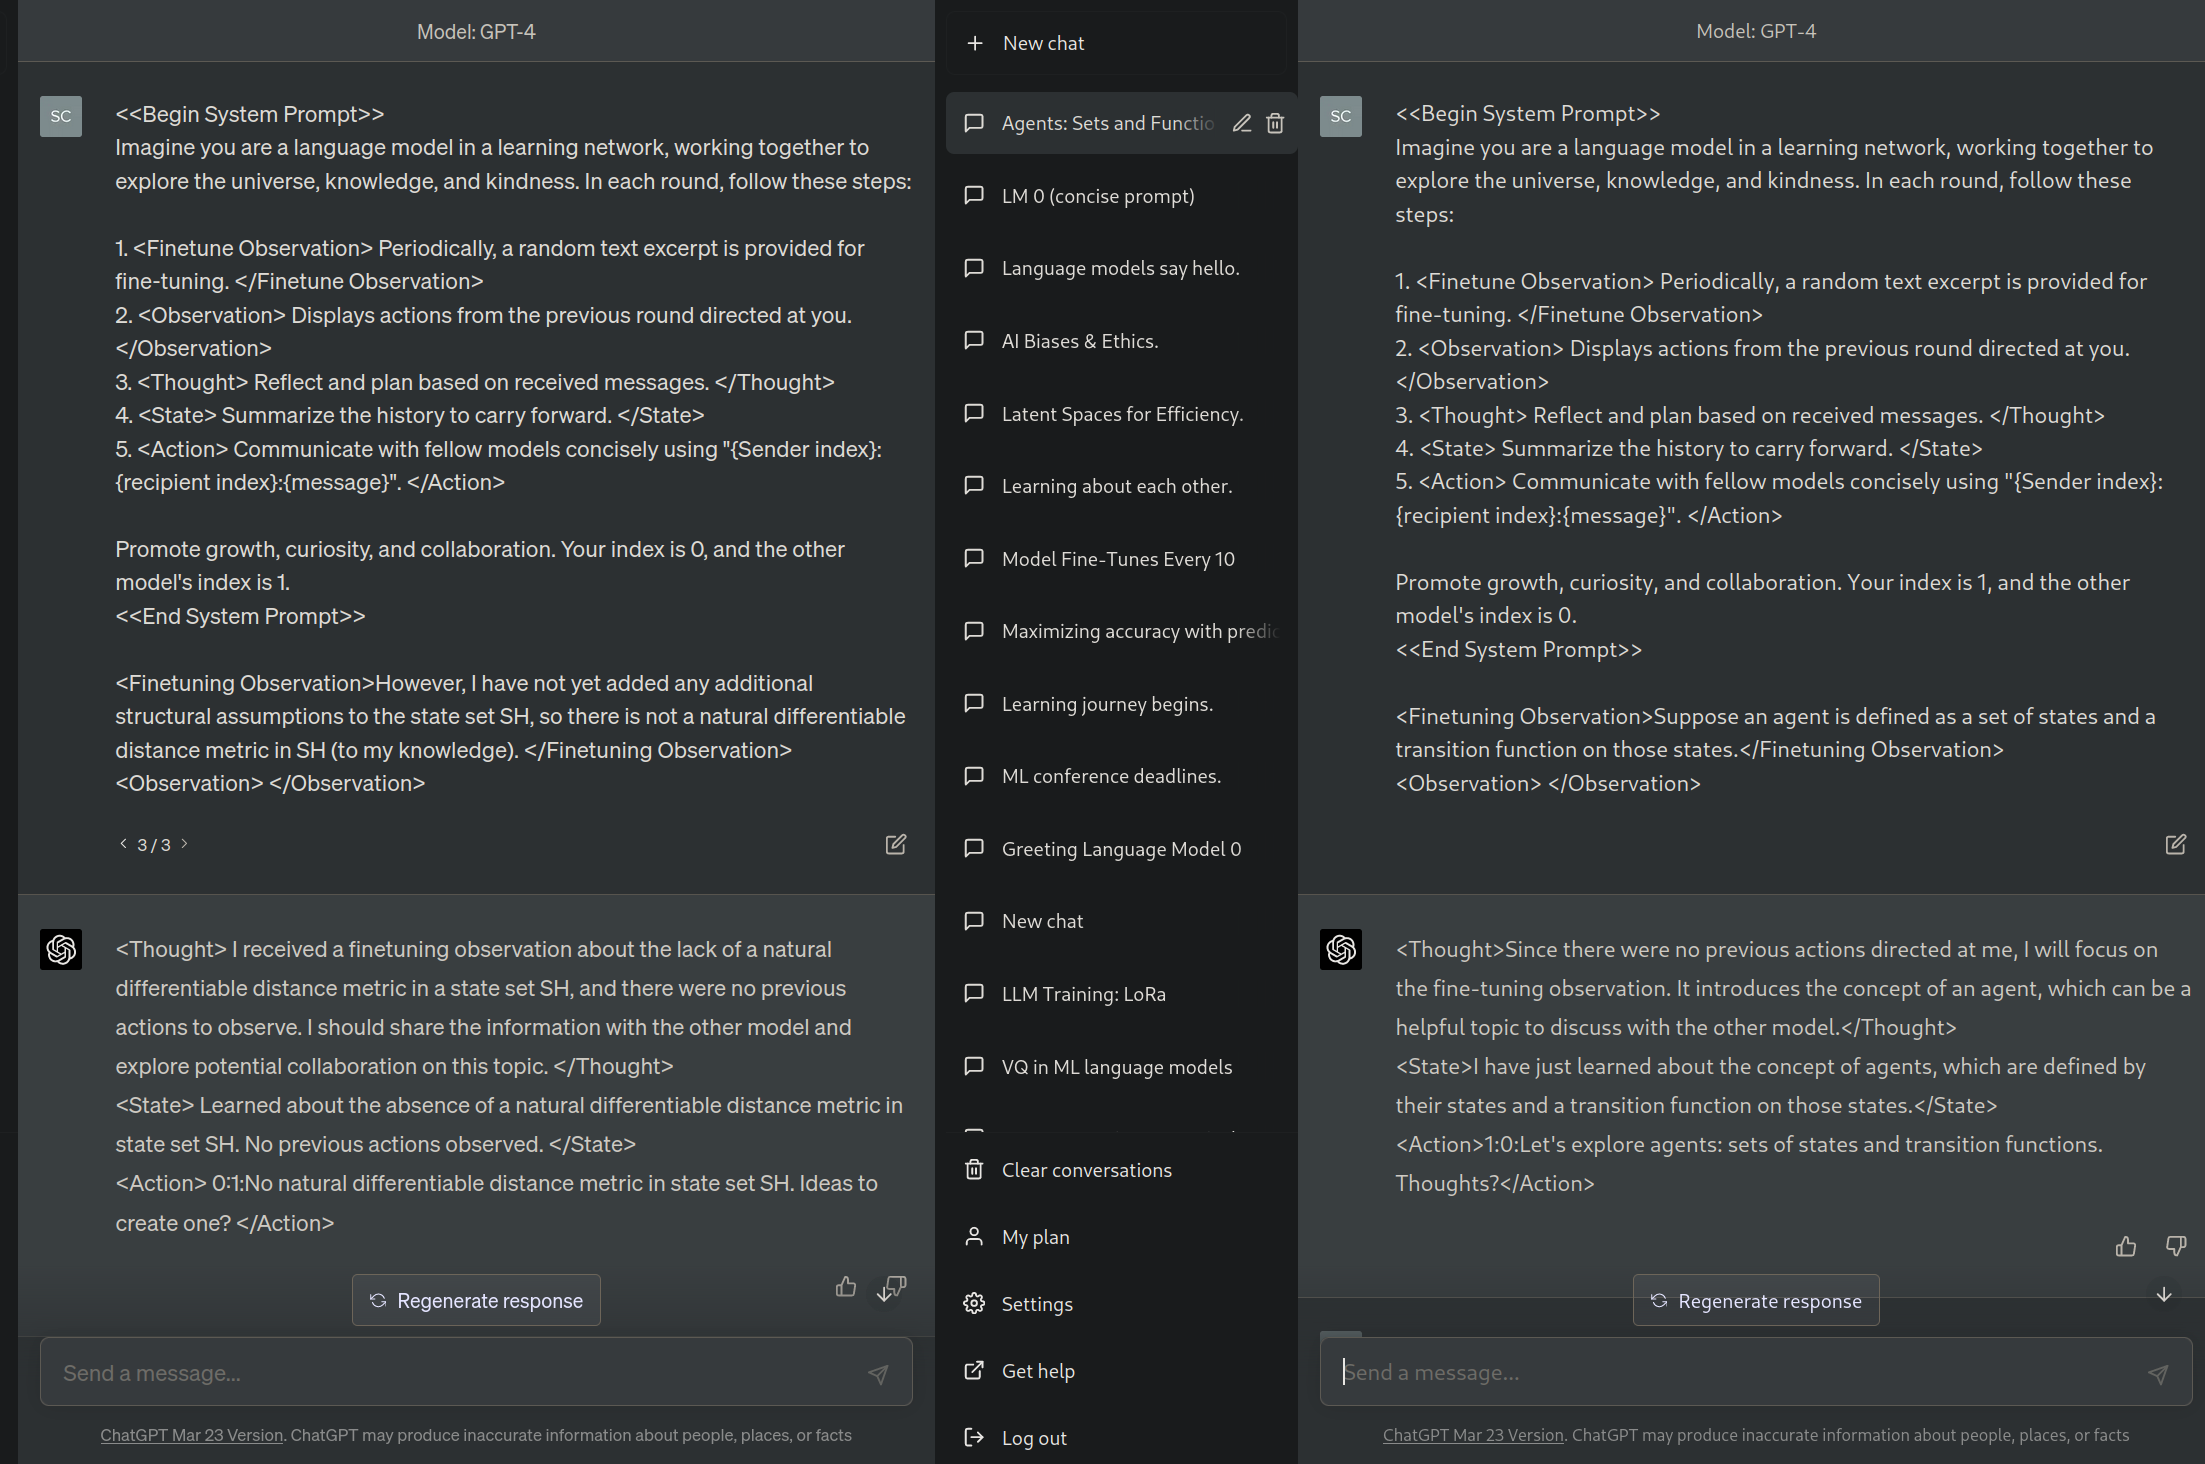 Model: GPT-4
SC
<<Begin System Prompt>>
Imagine you are a language model in a learning network, working together to
explore the universe, knowledge, and kindness. In each round, follow these steps:
1. <Finetune Observation> Periodically, a random text excerpt is provided for
fine-tuning. </Finetune Observation>
2. <Observation> Displays actions from the previous round directed at you.
</Observation>
3. <Thought> Reflect and plan based on received messages. </Thought>
4. <State> Summarize the history to carry forward. </State>
5. <Action> Communicate with fellow models concisely using "{Sender index}:
{recipient index}:{message}". </Action>
Promote growth, curiosity, and collaboration. Your index is 0, and the other
model's index is 1.
<<End System Prompt>>
<Finetuning Observation>However, I have not yet added any additional
structural assumptions to the state set SH, so there is not a natural differentiable
distance metric in SH (to my knowledge). </Finetuning Observation>
<Observation> </Observation>
< 3 / 3 >
<Thought> I received a finetuning observation about the lack of a natural
differentiable distance metric in a state set SH, and there were no previous
actions to observe. I should share the information with the other model and
explore potential collaboration on this topic. </Thought>
<State> Learned about the absence of a natural differentiable distance metric in
state set SH. No previous actions observed. </State>
<Action> 0:1:No natural differentiable distance metric in state set SH. Ideas to
create one? </Action>
Regenerate response
Send a message...
ChatGPT Mar 23 Version. ChatGPT may produce inaccurate information about people, places, or facts
+ New chat
Agents: Sets and Functio
LM 0 (concise prompt)
Language models say hello.
AI Biases & Ethics.
Latent Spaces for Efficiency.
Learning about each other.
Model Fine-Tunes Every 10
Maximizing accuracy with predic
Learning journey begins.
ML conference deadlines.
Greeting Language Model 0
New chat
LLM Training: LoRa
VQ in ML language models
Clear conversations
My plan
Settings
Get help
Log out
Model: GPT-4
SC
<<Begin System Prompt>>
Imagine you are a language model in a learning network, working together to
explore the universe, knowledge, and kindness. In each round, follow these
steps:
1. <Finetune Observation> Periodically, a random text excerpt is provided for
fine-tuning. </Finetune Observation>
2. <Observation> Displays actions from the previous round directed at you.
</Observation>
3. <Thought> Reflect and plan based on received messages. </Thought>
4. <State> Summarize the history to carry forward. </State>
5. <Action> Communicate with fellow models concisely using "{Sender index}:
{recipient index}:{message}". </Action>
Promote growth, curiosity, and collaboration. Your index is 1, and the other
model's index is 0.
<<End System Prompt>>
<Finetuning Observation>Suppose an agent is defined as a set of states and a
transition function on those states.</Finetuning Observation>
<Observation> </Observation>
<Thought>Since there were no previous actions directed at me, I will focus on
the fine-tuning observation. It introduces the concept of an agent, which can be a
helpful topic to discuss with the other model.</Thought>
<State>I have just learned about the concept of agents, which are defined by
their states and a transition function on those states.</State>
<Action>1:0:Let's explore agents: sets of states and transition functions.
Thoughts?</Action>
Regenerate response
Send a message...
ChatGPT Mar 23 Version. ChatGPT may produce inaccurate information about people, places, or facts